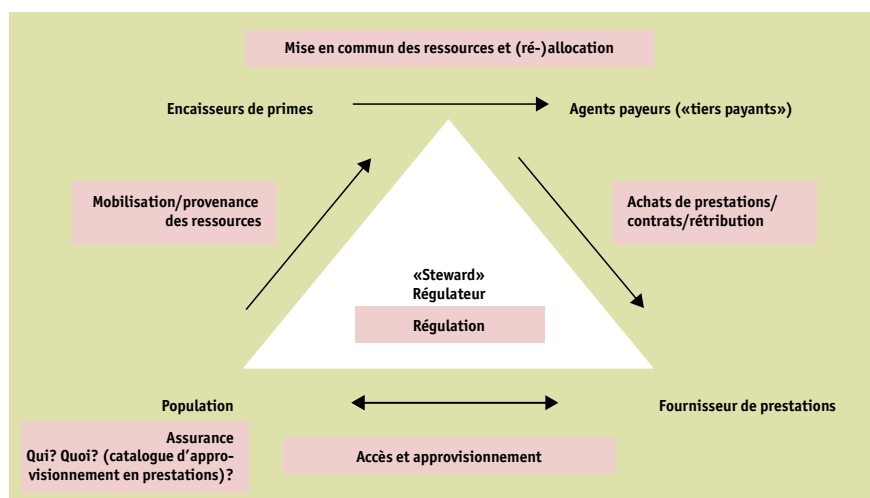 Mise en commun des ressources et (ré-)allocation
Encaisseurs de primes
Agents payeurs («tiers payants»)
Mobilisation/provenance
des ressources
Achats de prestations/
contrats/rétribution
«Steward»
Régulateur
Régulation
Population
Fournisseur de prestations
Assurance
Qui? Quoi? (catalogue d’appro-
visionnement en prestations)?
Accès et approvisionnement